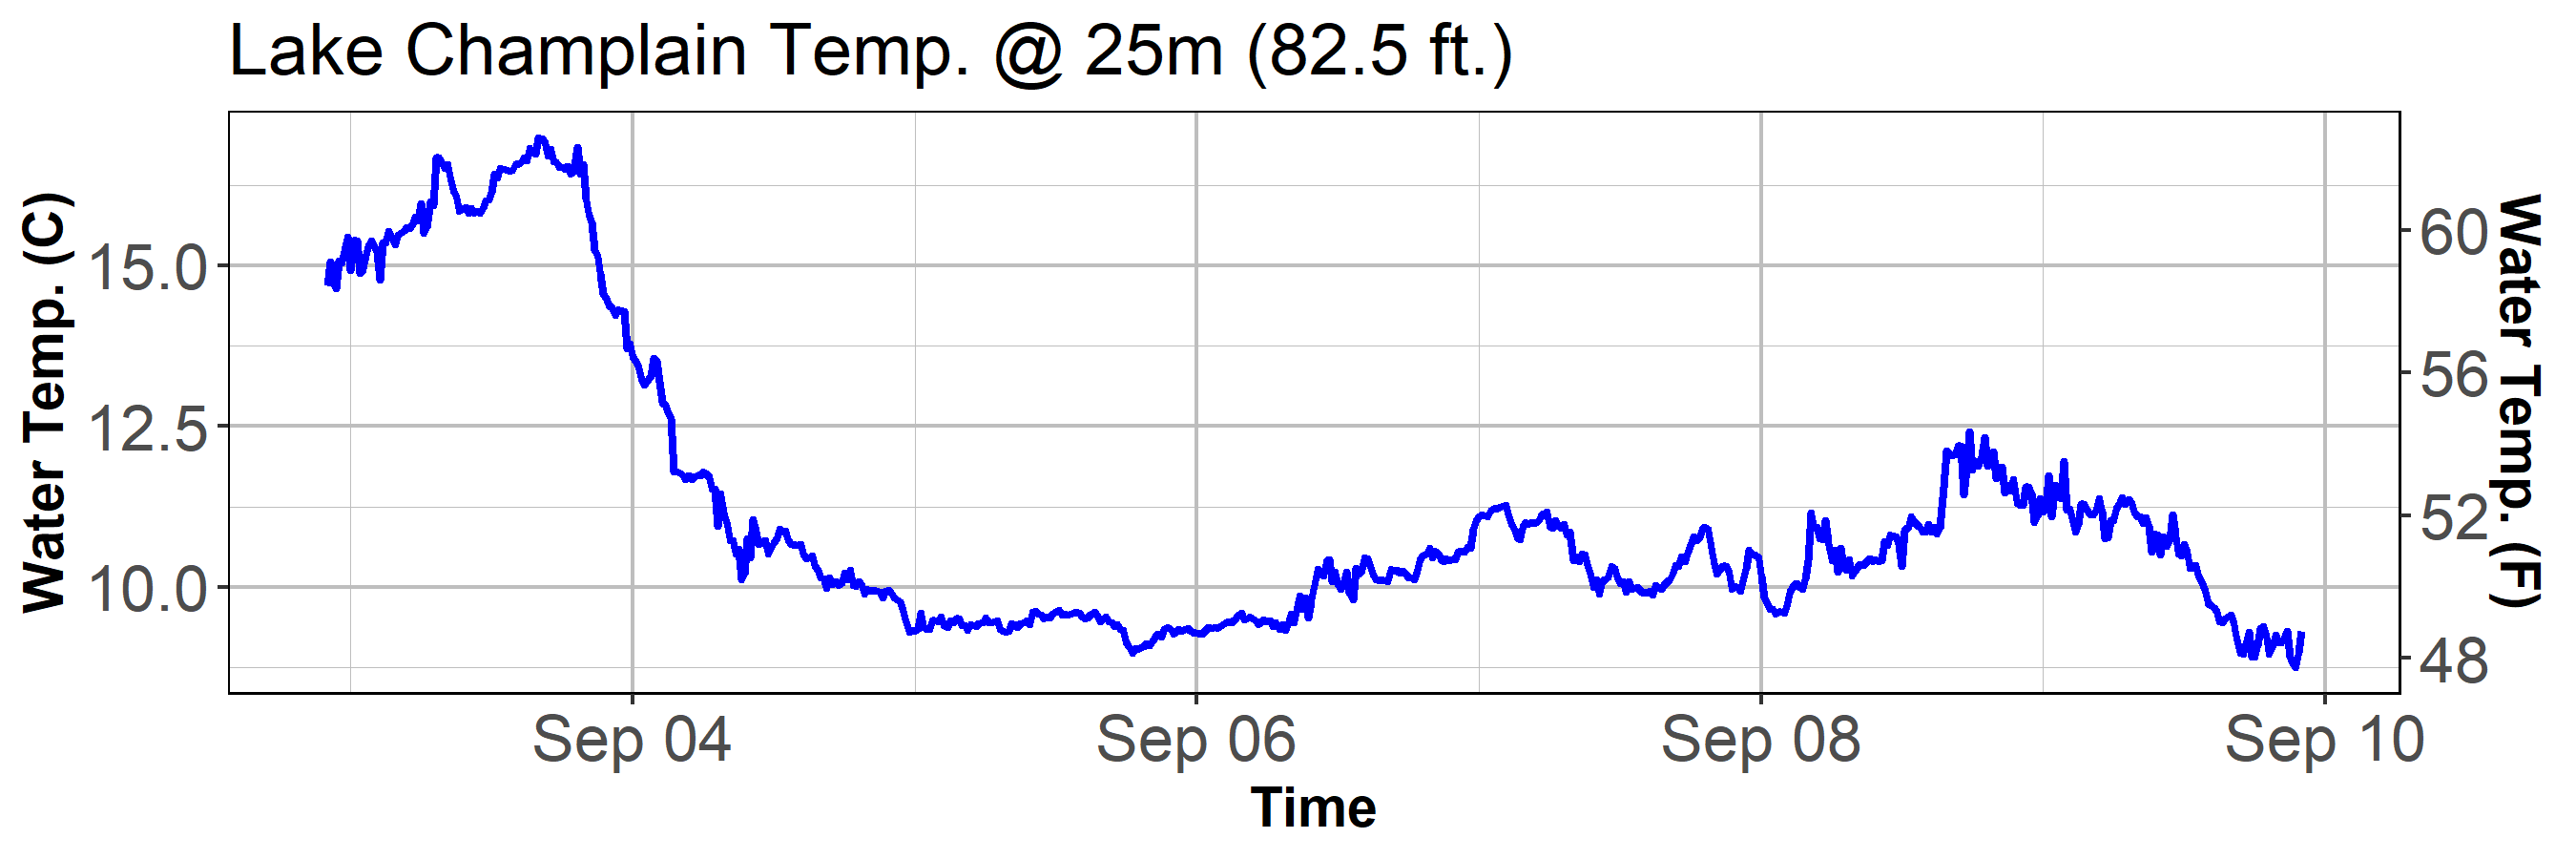 Lake Champlain Temp. @ 25m (82.5 ft.)
Water Temp. (C)
15.0
12.5
10.0
60
56
52
48
Water Temp. (F)
Sep 04 Sep 06 Sep 08 Sep 10
Time